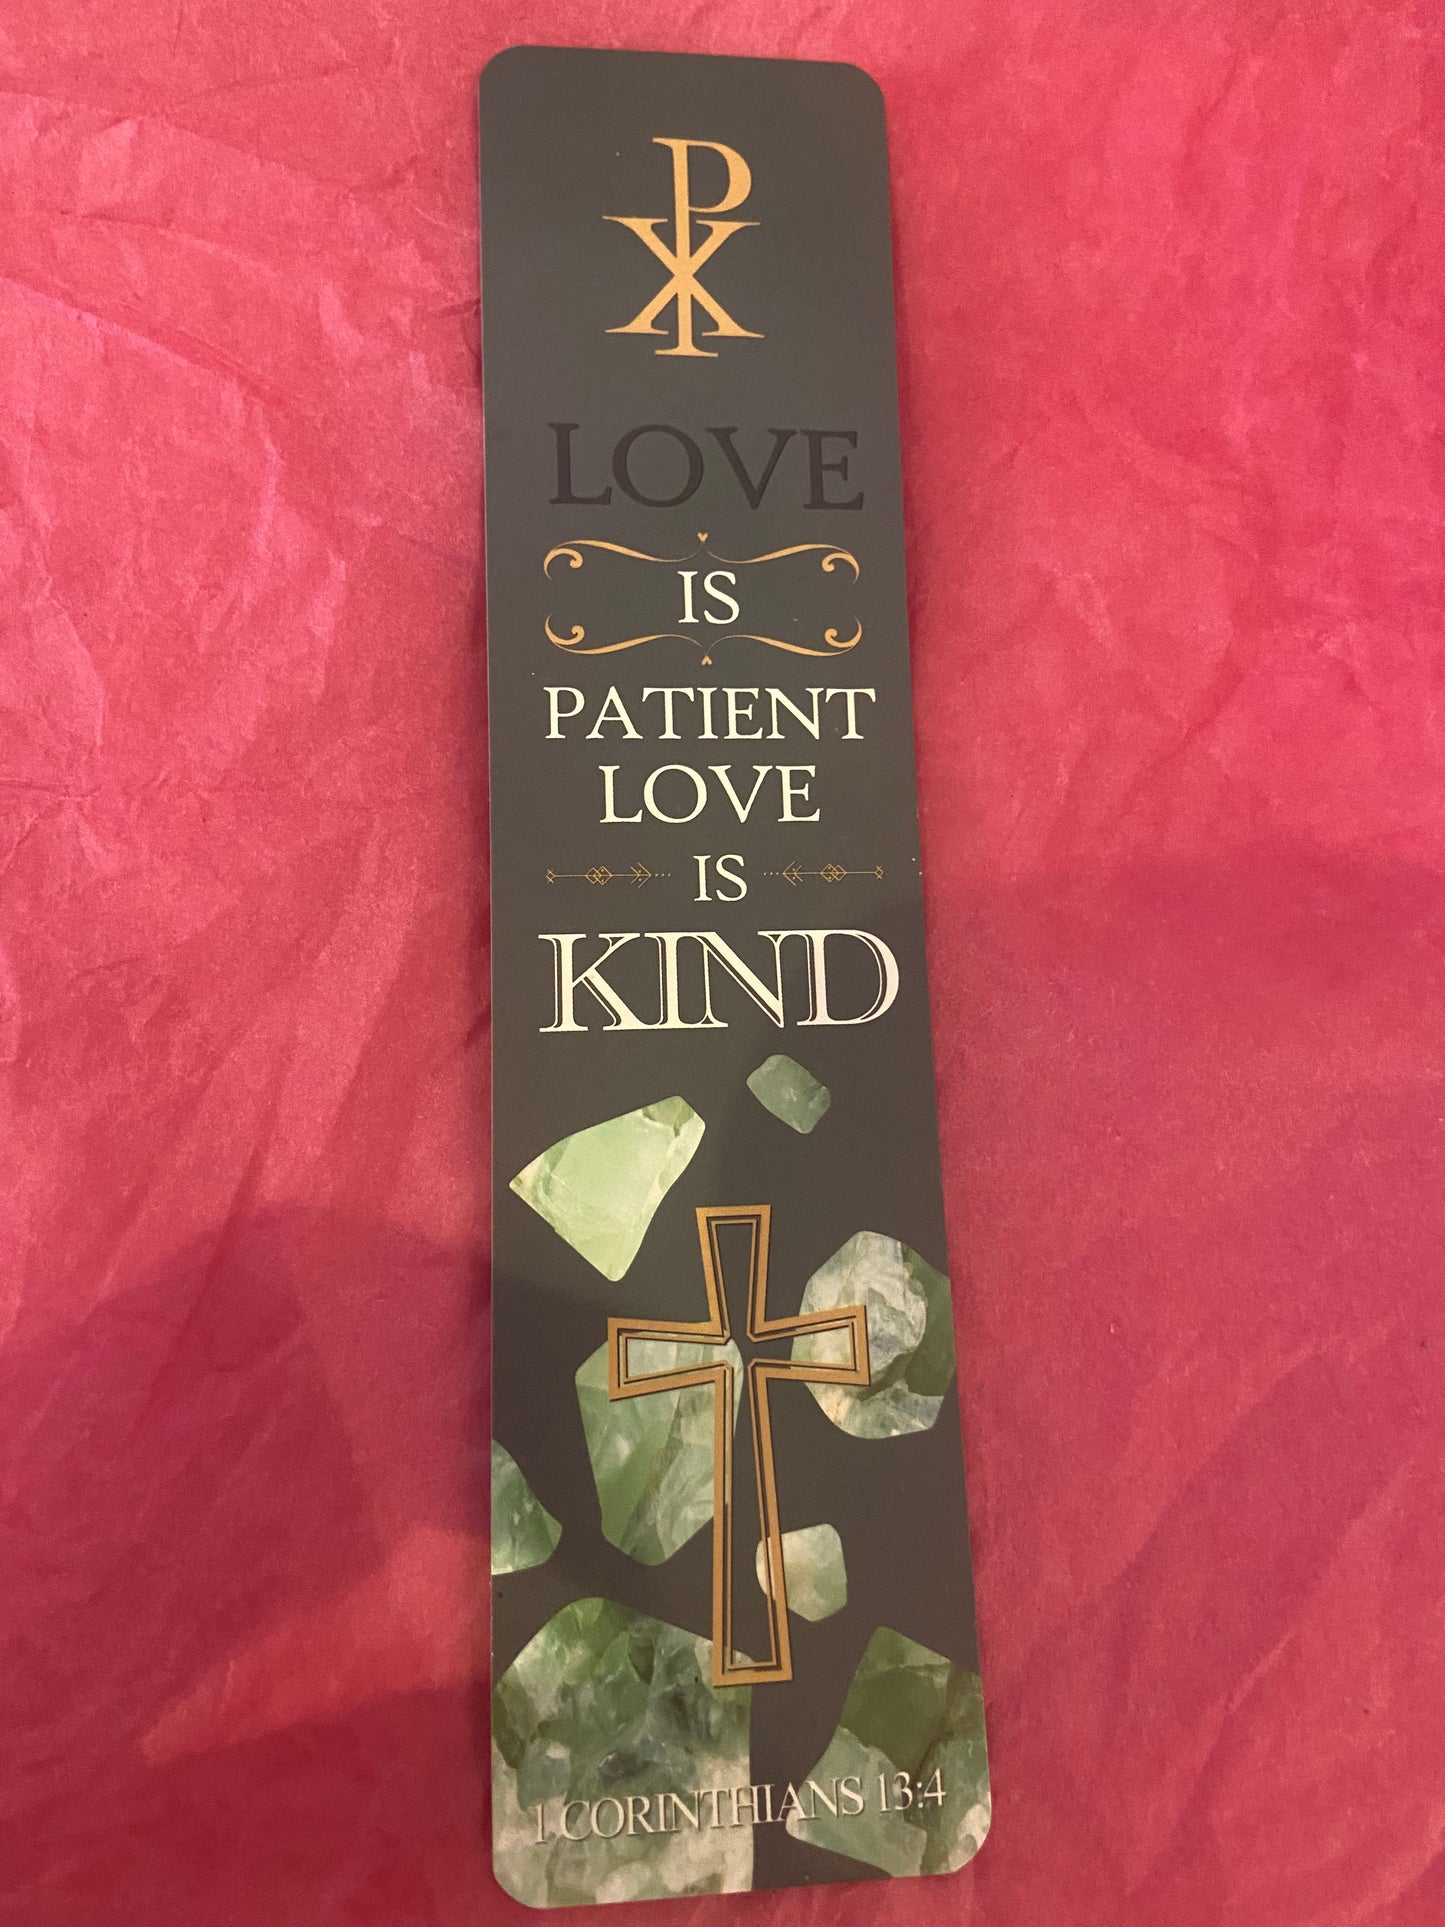 ☧
LOVE
IS
PATIENT
LOVE
IS
KIND
1 CORINTHIANS 13:4